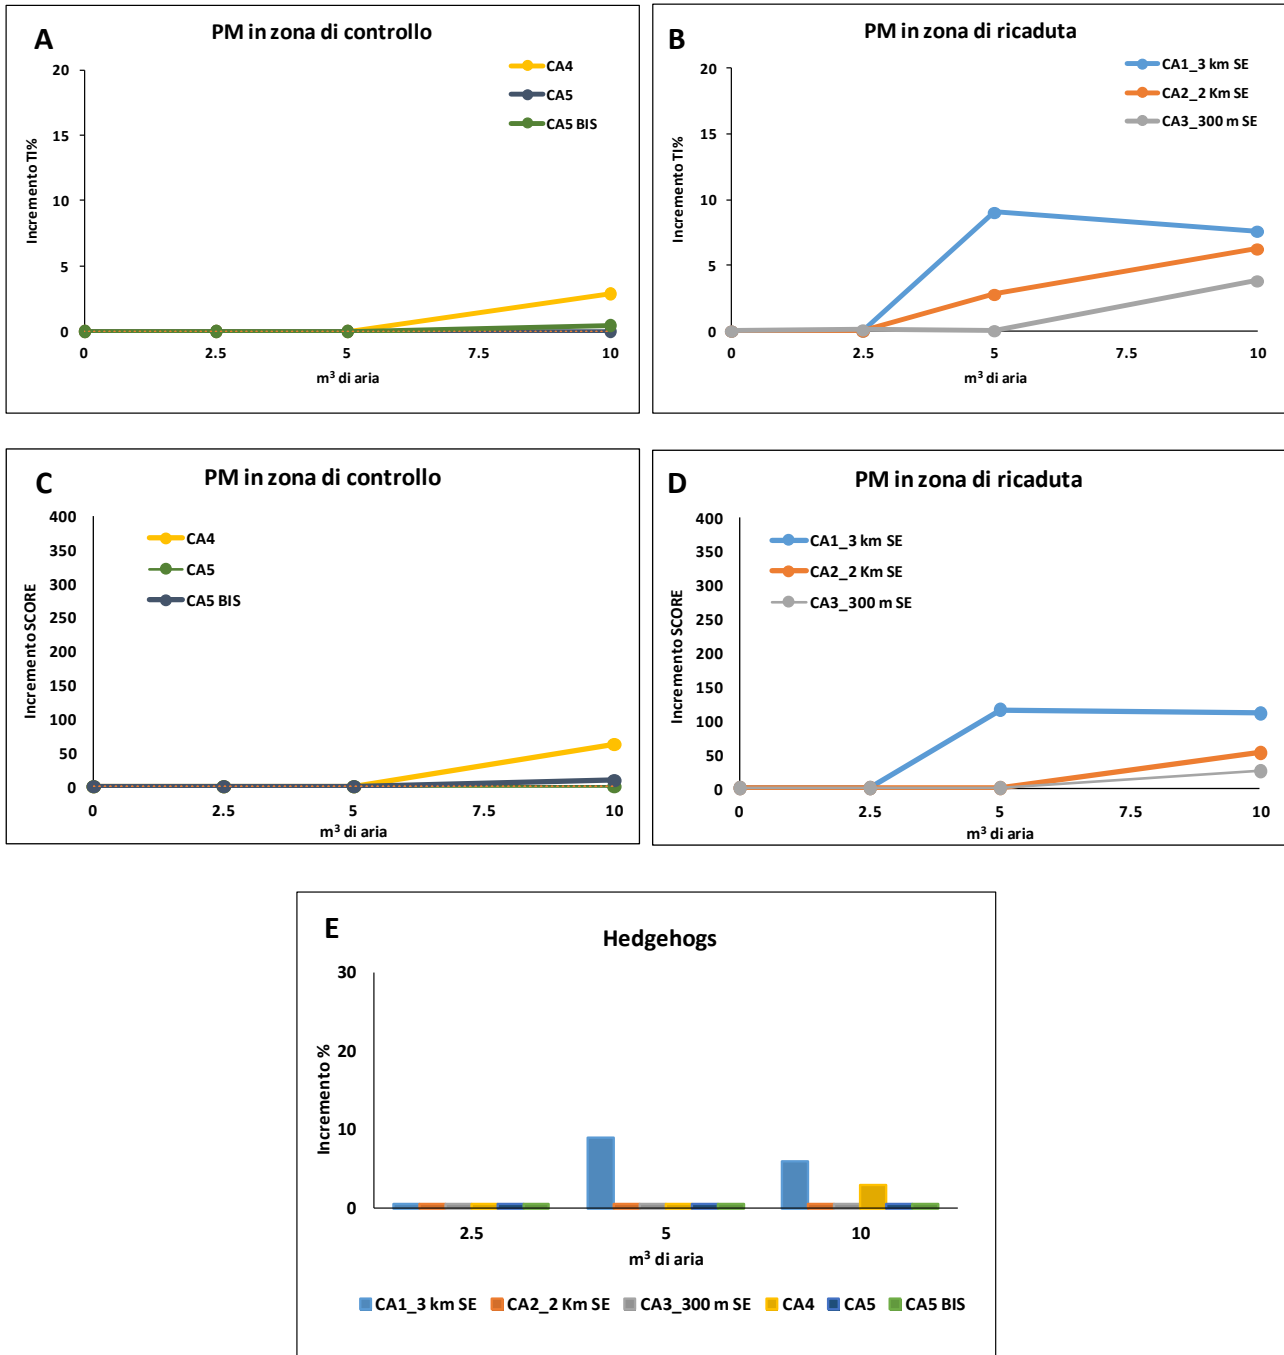 A
PM in zona di controllo
CA4
CA5
CA5 BIS
Incremento TI%
20
15
10
5
0
0 2.5 5 7.5 10
m³ di aria
B
PM in zona di ricaduta
CA1_3 km SE
CA2_2 Km SE
CA3_300 m SE
Incremento TI%
20
15
10
5
0
0 2.5 5 7.5 10
m³ di aria
C
PM in zona di controllo
CA4
CA5
CA5 BIS
Incremento SCORE
400
350
300
250
200
150
100
50
0
0 2.5 5 7.5 10
m³ di aria
D
PM in zona di ricaduta
CA1_3 km SE
CA2_2 Km SE
CA3_300 m SE
Incremento SCORE
400
350
300
250
200
150
100
50
0
0 2.5 5 7.5 10
m³ di aria
E
Hedgehogs
Incremento %
30
20
10
0
2.5 5 10
m³ di aria
CA1_3 km SE CA2_2 Km SE CA3_300 m SE CA4 CA5 CA5 BIS